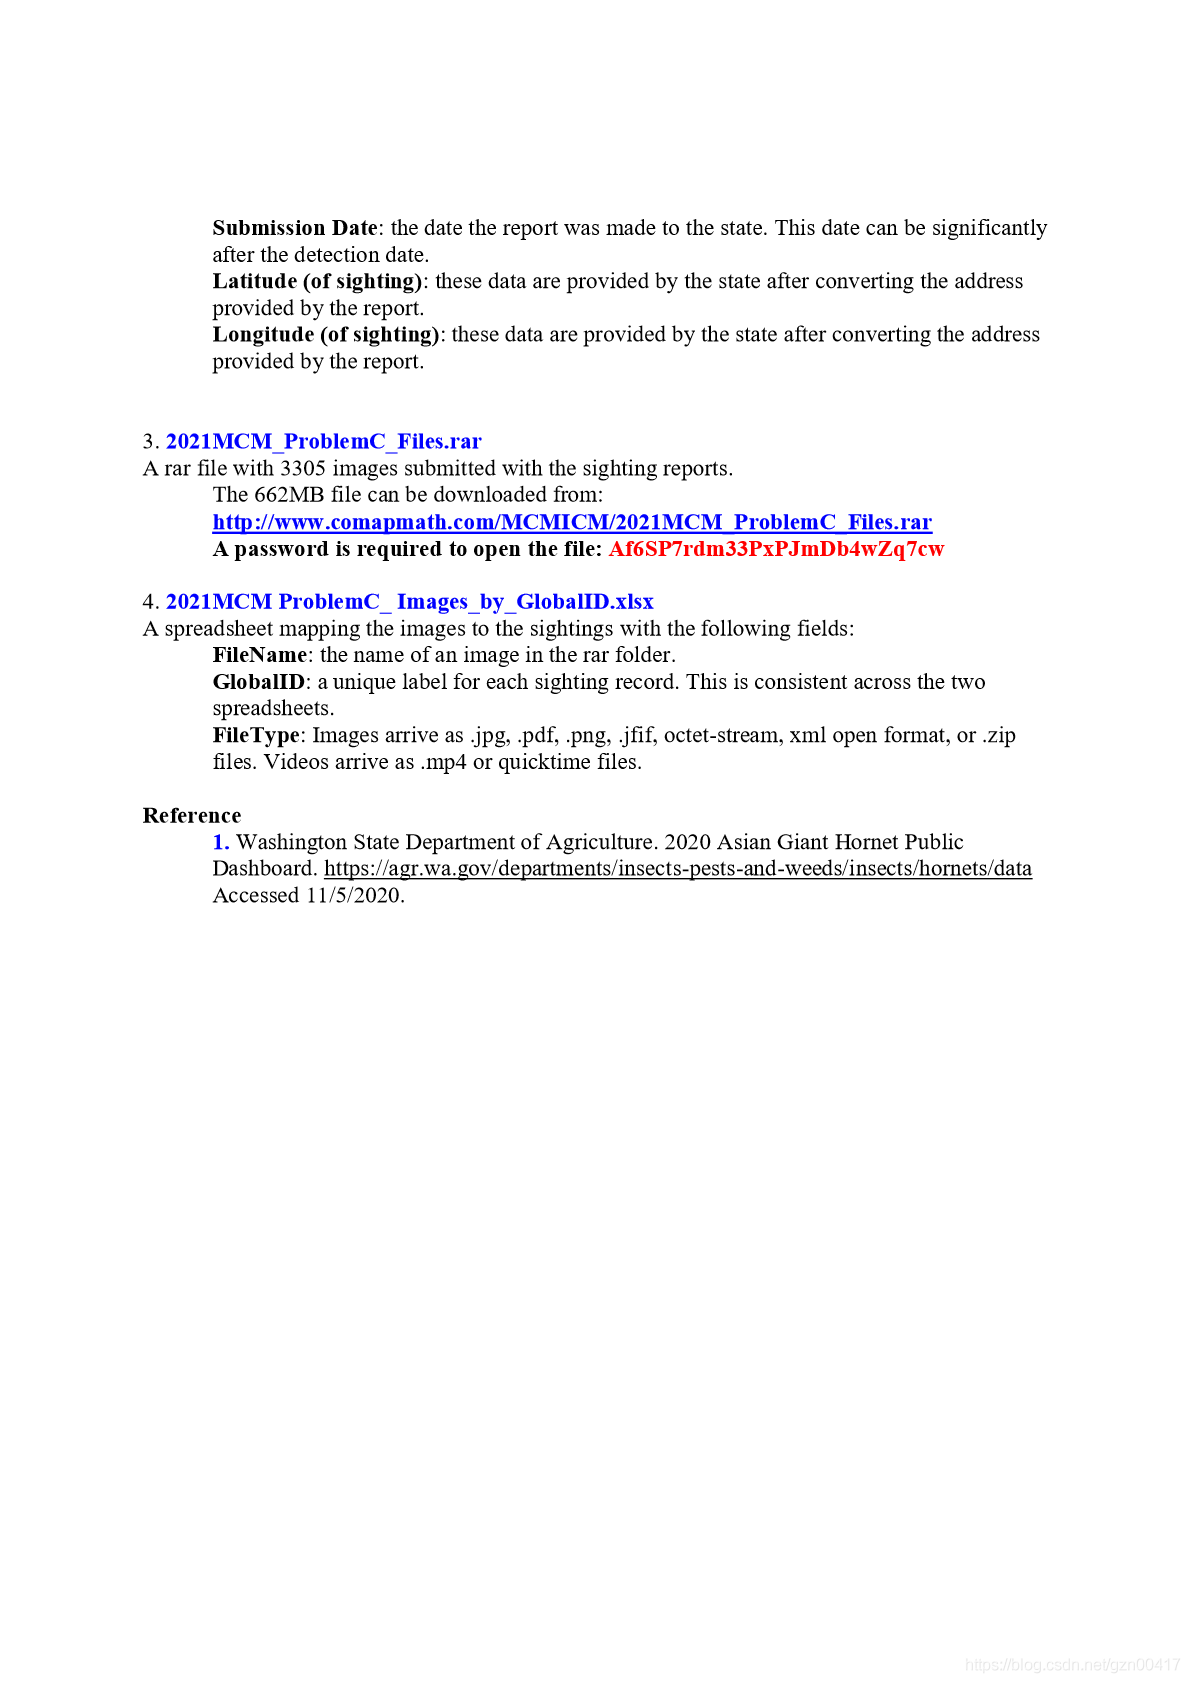 Submission Date: the date the report was made to the state. This date can be significantly
after the detection date.
Latitude (of sighting): these data are provided by the state after converting the address
provided by the report.
Longitude (of sighting): these data are provided by the state after converting the address
provided by the report.
3. 2021MCM_ProblemC_Files.rar
A rar file with 3305 images submitted with the sighting reports.
The 662MB file can be downloaded from:
http://www.comapmath.com/MCMICM/2021MCM_ProblemC_Files.rar
A password is required to open the file: Af6SP7rdm33PxPJmDb4wZq7cw
4. 2021MCM ProblemC_ Images_by_GlobalID.xlsx
A spreadsheet mapping the images to the sightings with the following fields:
FileName: the name of an image in the rar folder.
GlobalID: a unique label for each sighting record. This is consistent across the two
spreadsheets.
FileType: Images arrive as .jpg, .pdf, .png, .jfif, octet-stream, xml open format, or .zip
files. Videos arrive as .mp4 or quicktime files.
Reference
1. Washington State Department of Agriculture. 2020 Asian Giant Hornet Public
Dashboard. https://agr.wa.gov/departments/insects-pests-and-weeds/insects/hornets/data
Accessed 11/5/2020.
https://blog.csdn.net/gzn00417